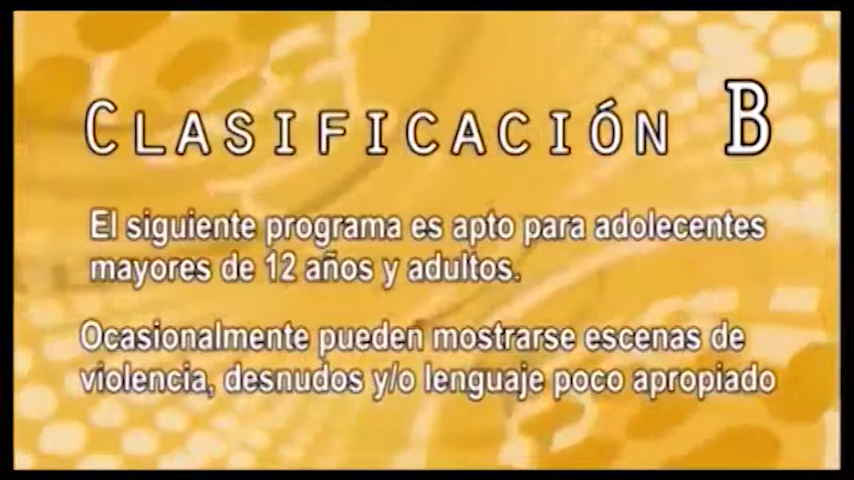 CLASIFICACIÓN B
El siguiente programa es apto para adolecentes
mayores de 12 años y adultos.
Ocasionalmente pueden mostrarse escenas de
violencia, desnudos y/o lenguaje poco apropiado